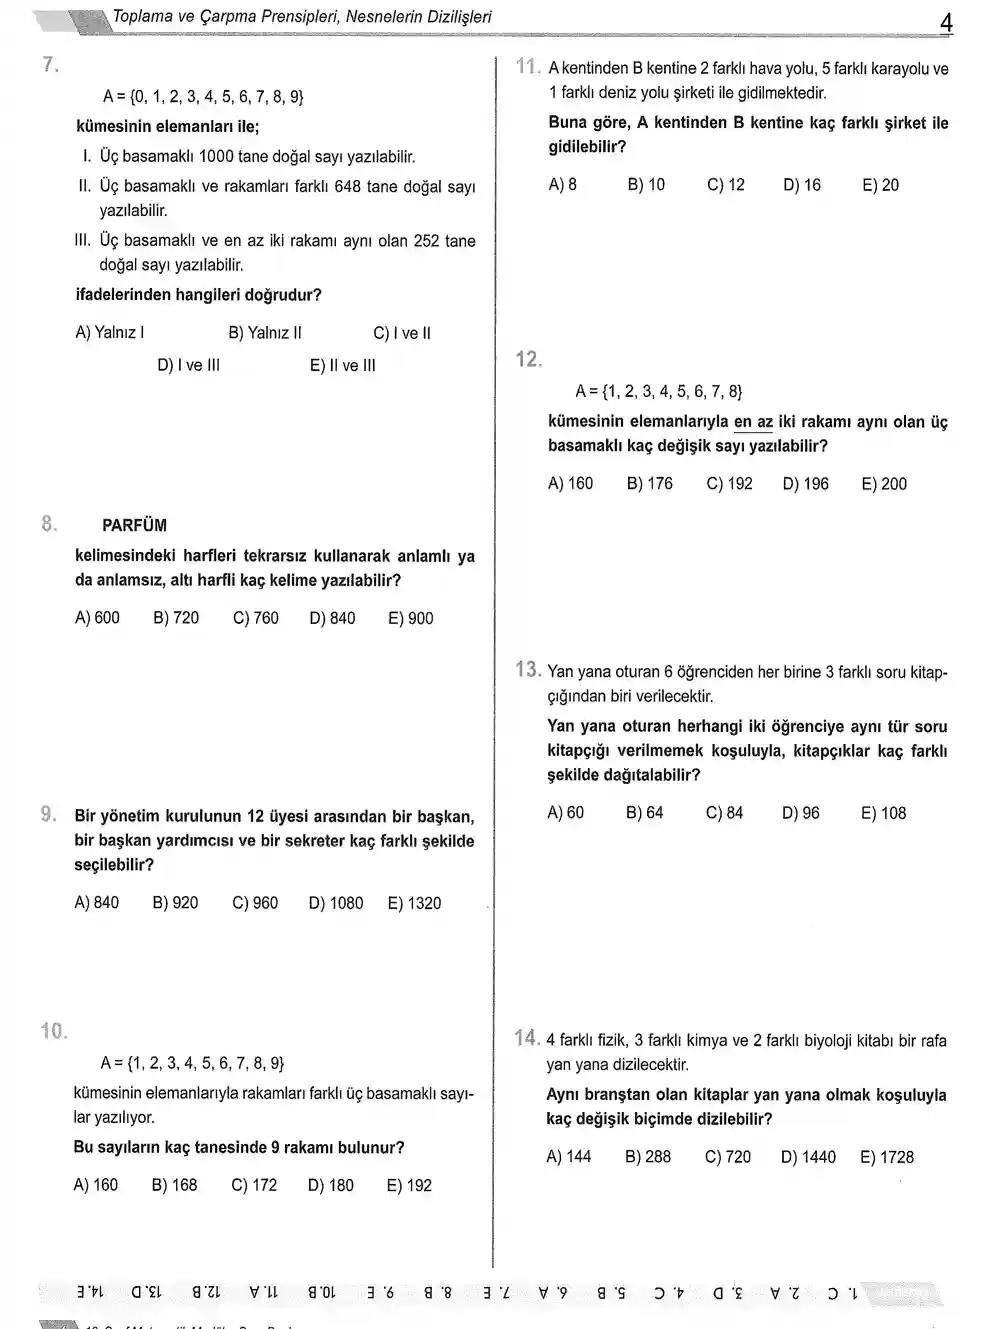 Toplama ve Çarpma Prensipleri, Nesnelerin Dizilişleri
4
7.
A = {0, 1, 2, 3, 4, 5, 6, 7, 8, 9}
kümesinin elemanları ile;
I. Üç basamaklı 1000 tane doğal sayı yazılabilir.
II. Üç basamaklı ve rakamları farklı 648 tane doğal sayı
yazılabilir.
III. Üç basamaklı ve en az iki rakamı aynı olan 252 tane
doğal sayı yazılabilir.
ifadelerinden hangileri doğrudur?
A) Yalnız I B) Yalnız II C) I ve II
D) I ve III E) II ve III
8. PARFÜM
kelimesindeki harfleri tekrarsız kullanarak anlamlı ya
da anlamsız, altı harfli kaç kelime yazılabilir?
A) 600 B) 720 C) 760 D) 840 E) 900
9. Bir yönetim kurulunun 12 üyesi arasından bir başkan,
bir başkan yardımcısı ve bir sekreter kaç farklı şekilde
seçilebilir?
A) 840 B) 920 C) 960 D) 1080 E) 1320
10.
A = {1, 2, 3, 4, 5, 6, 7, 8, 9}
kümesinin elemanlarıyla rakamları farklı üç basamaklı sayı-
lar yazılıyor.
Bu sayıların kaç tanesinde 9 rakamı bulunur?
A) 160 B) 168 C) 172 D) 180 E) 192
11. A kentinden B kentine 2 farklı hava yolu, 5 farklı karayolu ve
1 farklı deniz yolu şirketi ile gidilmektedir.
Buna göre, A kentinden B kentine kaç farklı şirket ile
gidilebilir?
A) 8 B) 10 C) 12 D) 16 E) 20
12.
A = {1, 2, 3, 4, 5, 6, 7, 8}
kümesinin elemanlarıyla en az iki rakamı aynı olan üç
basamaklı kaç değişik sayı yazılabilir?
A) 160 B) 176 C) 192 D) 196 E) 200
13. Yan yana oturan 6 öğrenciden her birine 3 farklı soru kitap-
çığından biri verilecektir.
Yan yana oturan herhangi iki öğrenciye aynı tür soru
kitapçığı verilmemek koşuluyla, kitapçıklar kaç farklı
şekilde dağıtalabilir?
A) 60 B) 64 C) 84 D) 96 E) 108
14. 4 farklı fizik, 3 farklı kimya ve 2 farklı biyoloji kitabı bir rafa
yan yana dizilecektir.
Aynı branştan olan kitaplar yan yana olmak koşuluyla
kaç değişik biçimde dizilebilir?
A) 144 B) 288 C) 720 D) 1440 E) 1728
1. C 2. A 3. D 4. C 5. B 6. A 7. E 8. B 9. E 10. B 11. A 12. B 13. D 14. E